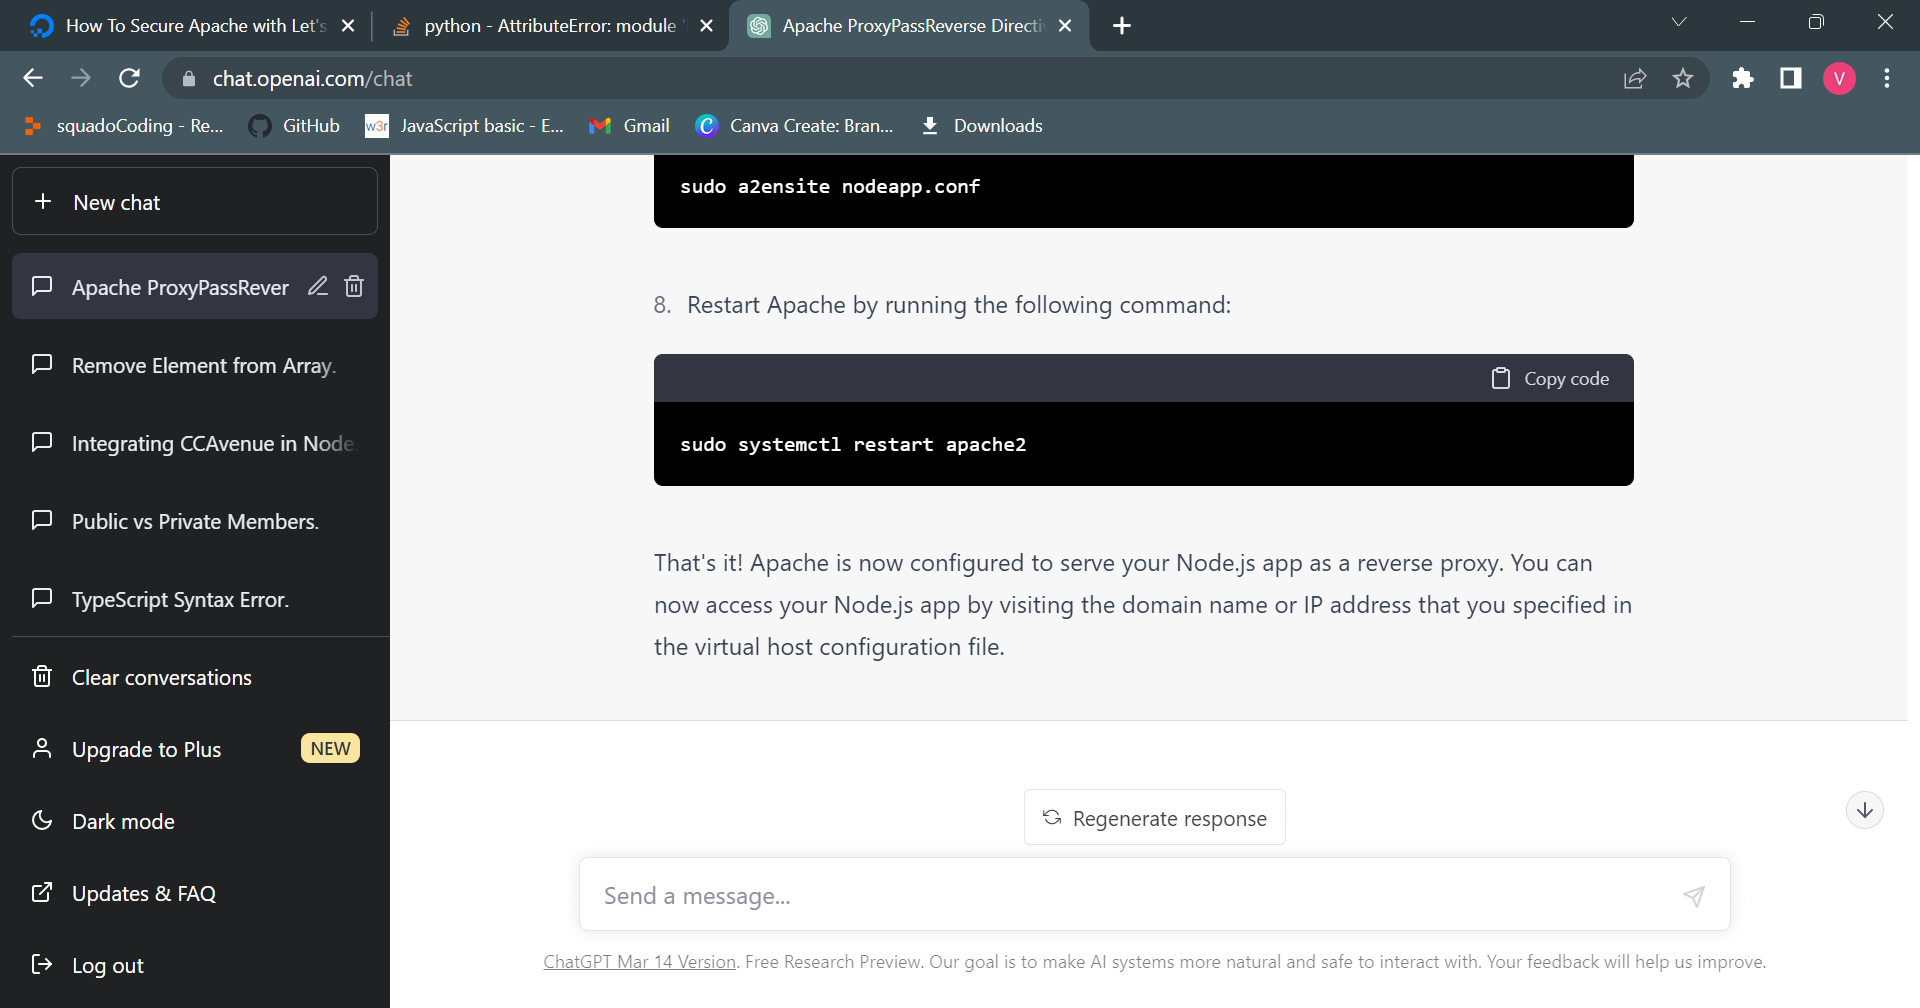 How To Secure Apache with Let's
python - AttributeError: module '
Apache ProxyPassReverse Directi
chat.openai.com/chat
V
squadoCoding - Re...
GitHub
w3r
JavaScript basic - E...
Gmail
C
Canva Create: Bran...
Downloads
New chat
Apache ProxyPassRever
Remove Element from Array.
Integrating CCAvenue in Node.
Public vs Private Members.
TypeScript Syntax Error.
Clear conversations
Upgrade to Plus
NEW
Dark mode
Updates & FAQ
Log out
sudo a2ensite nodeapp.conf
8. Restart Apache by running the following command:
Copy code
sudo systemctl restart apache2
That's it! Apache is now configured to serve your Node.js app as a reverse proxy. You can
now access your Node.js app by visiting the domain name or IP address that you specified in
the virtual host configuration file.
Regenerate response
Send a message...
ChatGPT Mar 14 Version. Free Research Preview. Our goal is to make AI systems more natural and safe to interact with. Your feedback will help us improve.